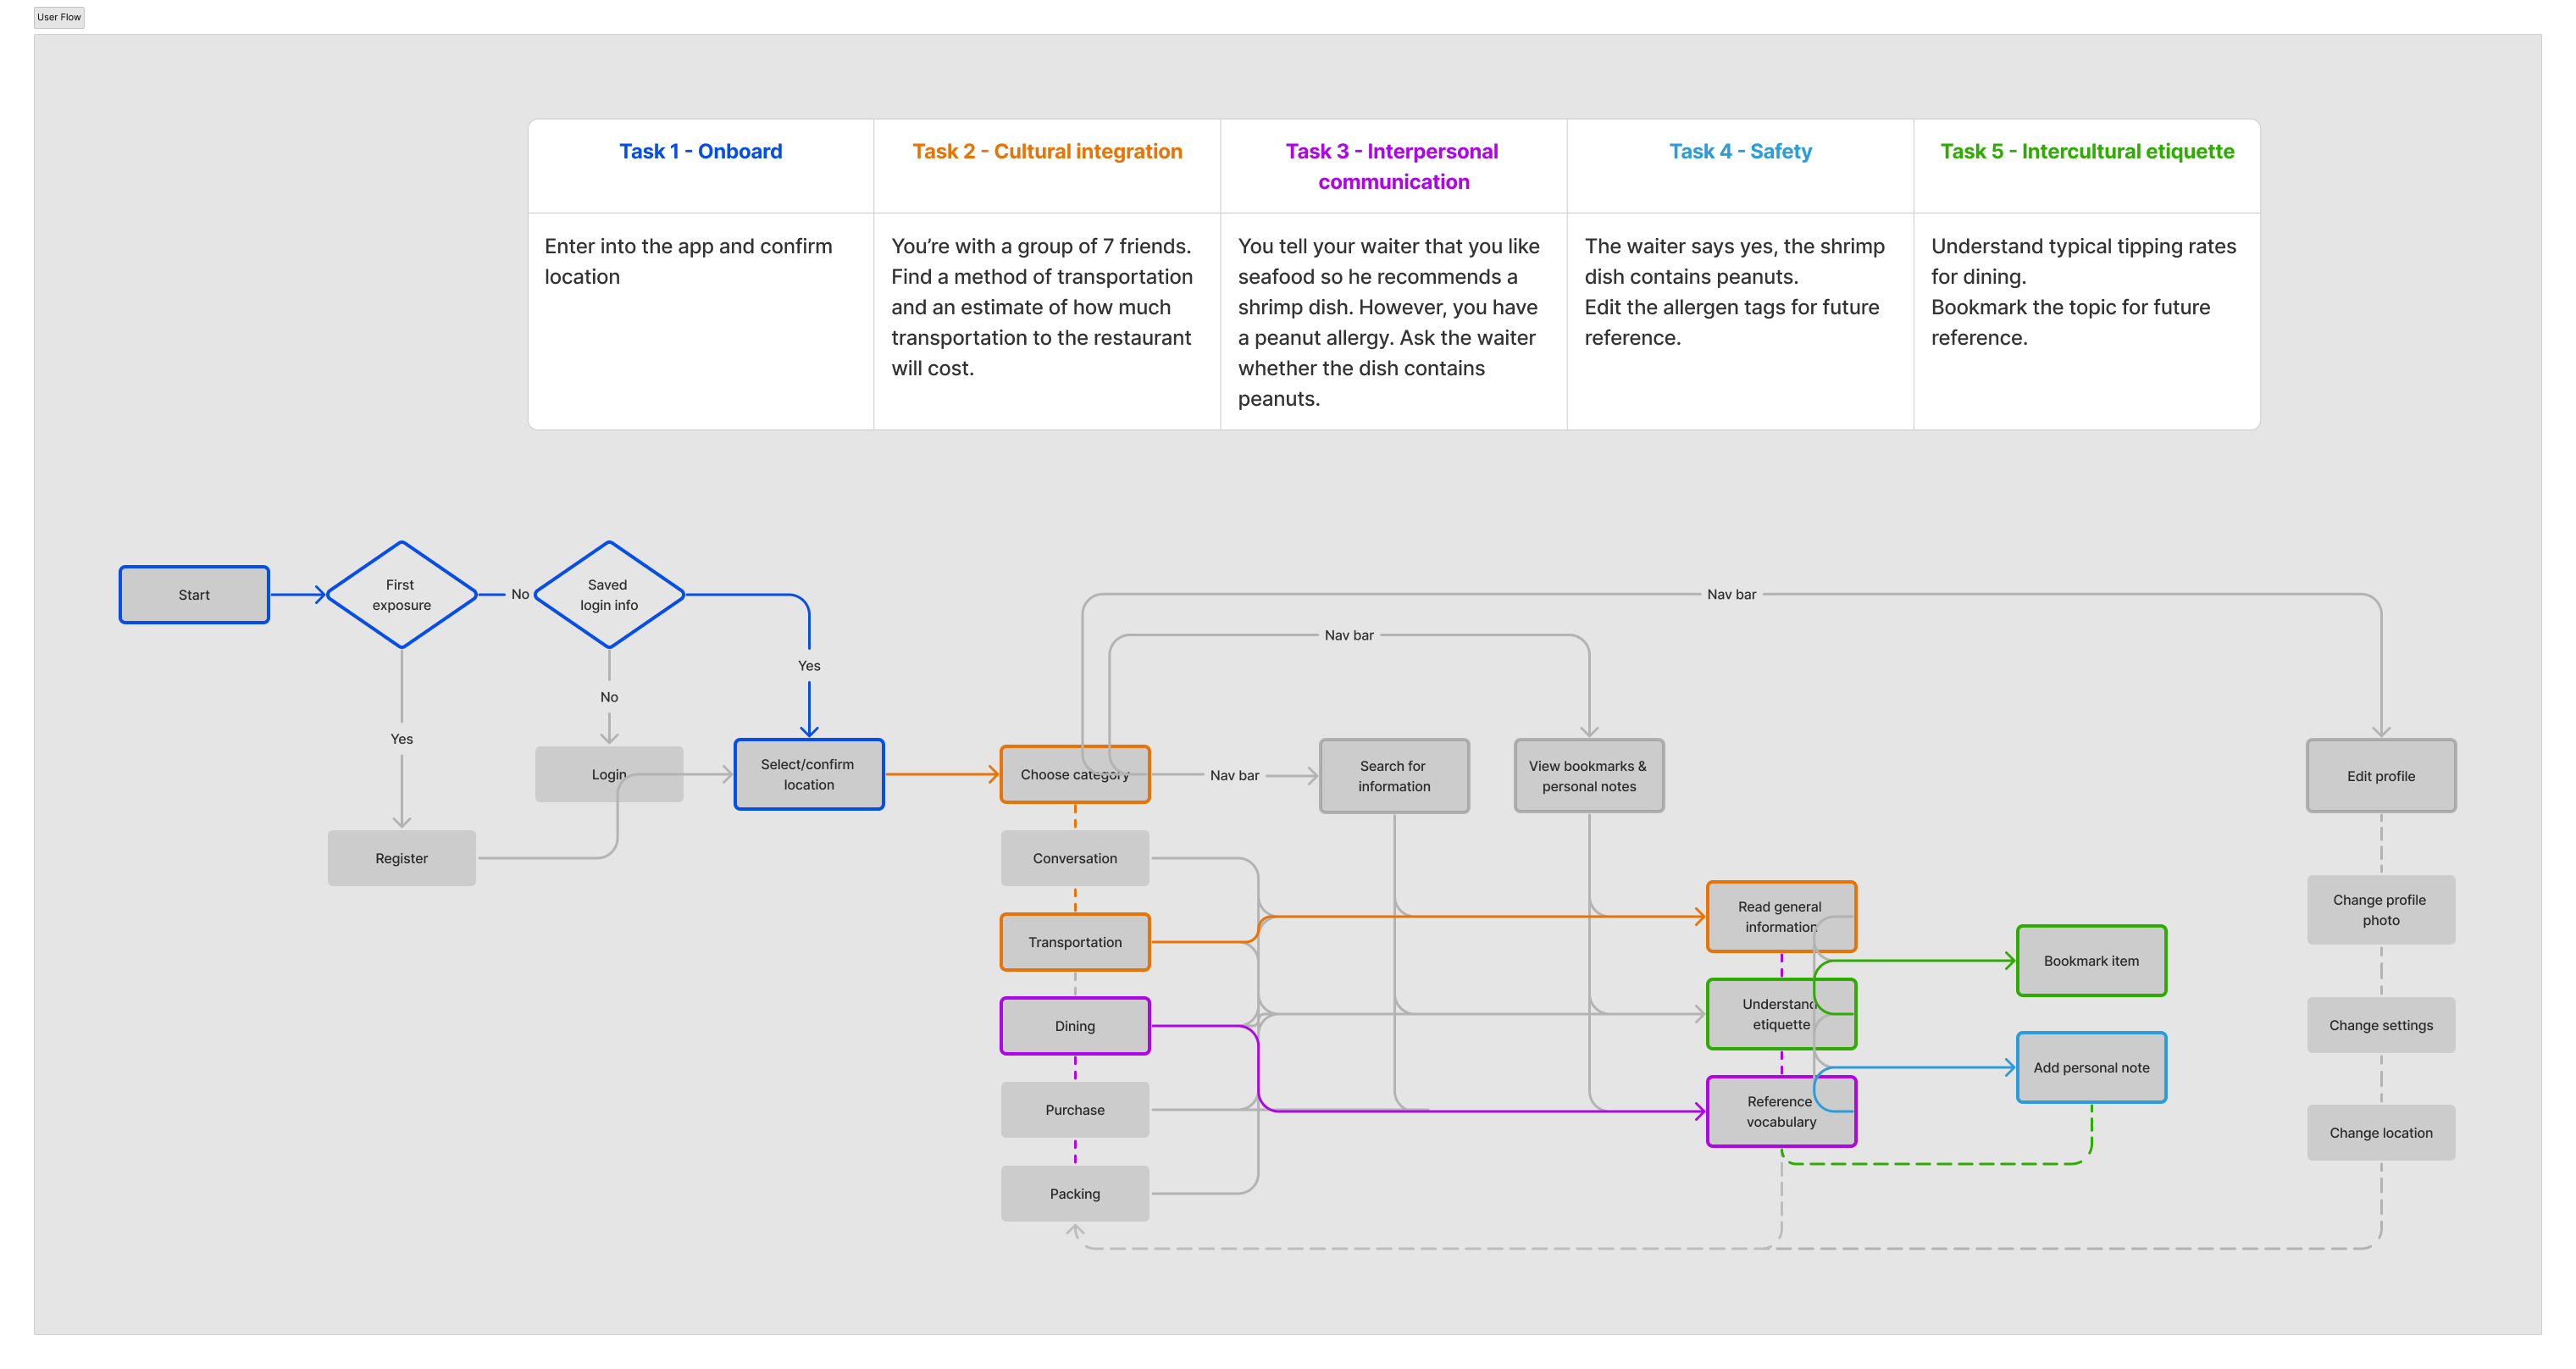 User Flow
Task 1 - Onboard
Task 2 - Cultural integration
Task 3 - Interpersonal
communication
Task 4 - Safety
Task 5 - Intercultural etiquette
Enter into the app and confirm
location
You’re with a group of 7 friends.
Find a method of transportation
and an estimate of how much
transportation to the restaurant
will cost.
You tell your waiter that you like
seafood so he recommends a
shrimp dish. However, you have
a peanut allergy. Ask the waiter
whether the dish contains
peanuts.
The waiter says yes, the shrimp
dish contains peanuts.
Edit the allergen tags for future
reference.
Understand typical tipping rates
for dining.
Bookmark the topic for future
reference.
Start
First
exposure
No
Saved
login info
Yes
No
Yes
Login
Register
Select/confirm
location
Nav bar
Nav bar
Choose category
Nav bar
Search for
information
View bookmarks &
personal notes
Edit profile
Conversation
Transportation
Dining
Purchase
Packing
Read general
information
Understand
etiquette
Reference
vocabulary
Bookmark item
Add personal note
Change profile
photo
Change settings
Change location